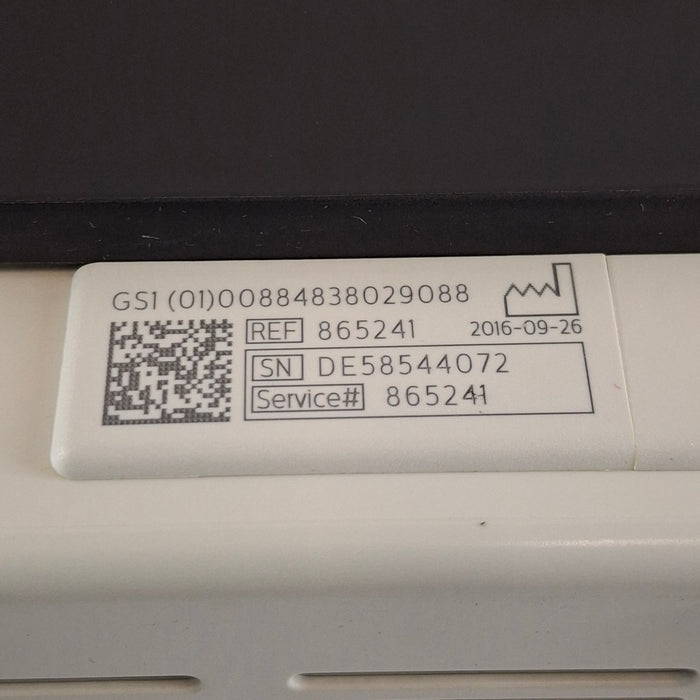 GS1 (01)00884838029088
REF 865241 2016-09-26
SN DE58544072
Service# 865241